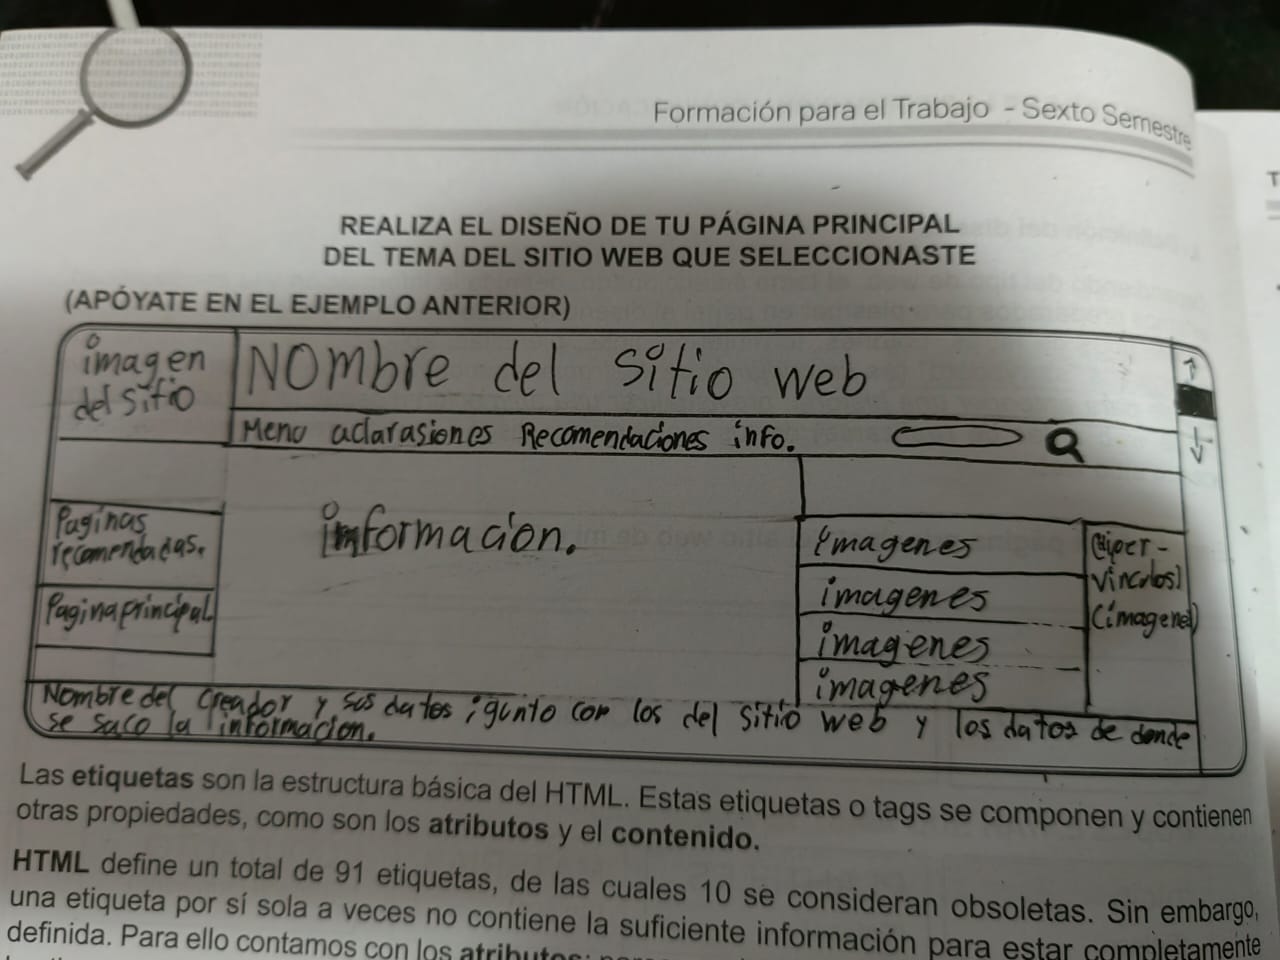 Formación para el Trabajo - Sexto Semestre
REALIZA EL DISEÑO DE TU PÁGINA PRINCIPAL
DEL TEMA DEL SITIO WEB QUE SELECCIONASTE
(APÓYATE EN EL EJEMPLO ANTERIOR)
imagen
del sitio
NOmbre del sitio web
Menu aclarasiones Recomendaciones info.
Paginas
recomendadas.
Pagina principal.
informacion.
imagenes
imagenes
imagenes
imagenes
(hiper-
vinculos)
(imagenes)
Nombre del creador y sus datos ; gunto con los del sitio web y los datos de donde
se saco la informacion.
Las etiquetas son la estructura básica del HTML. Estas etiquetas o tags se componen y contienen
otras propiedades, como son los atributos y el contenido.
HTML define un total de 91 etiquetas, de las cuales 10 se consideran obsoletas. Sin embargo,
una etiqueta por sí sola a veces no contiene la suficiente información para estar completamente
definida. Para ello contamos con los atributos: